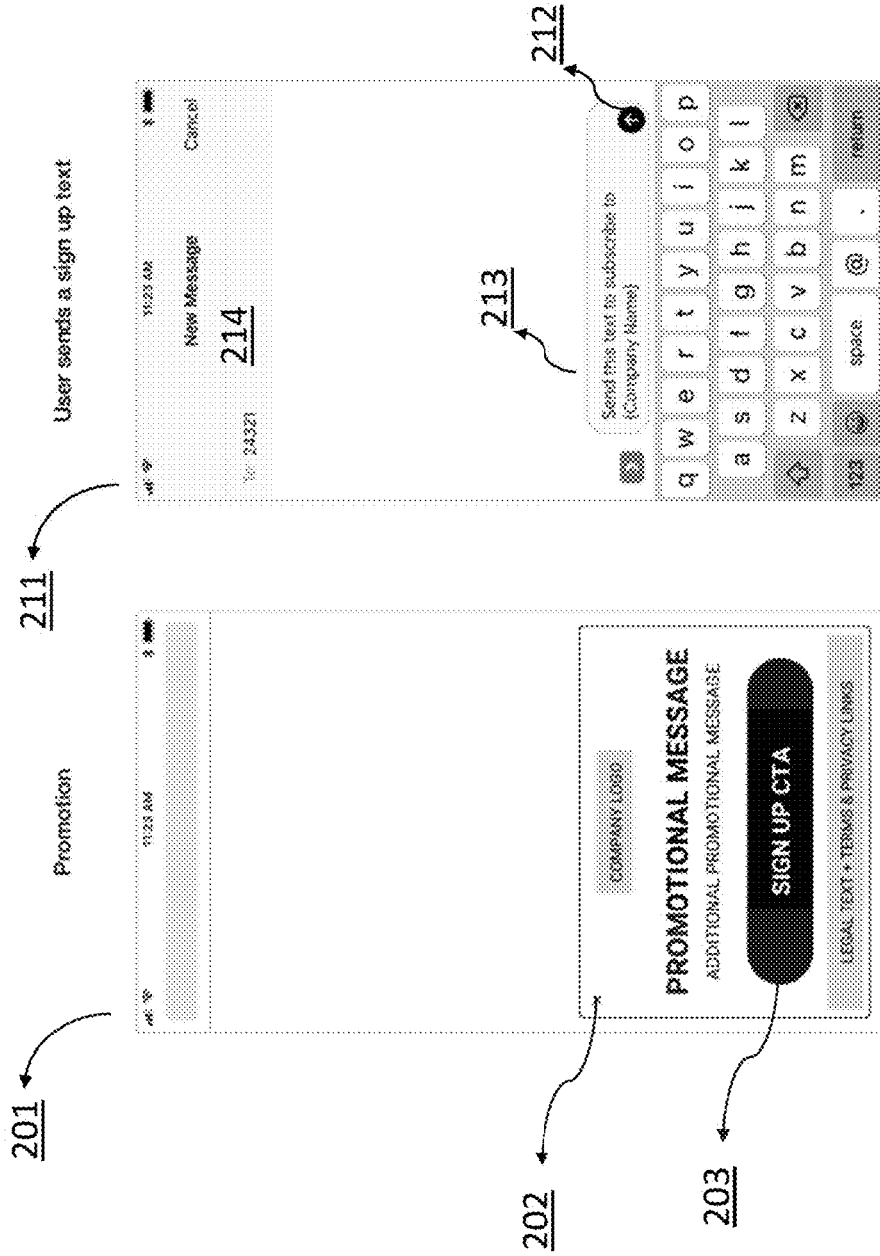 Promotion
201
11:23 AM
202
COMPANY LOGO
PROMOTIONAL MESSAGE
ADDITIONAL PROMOTIONAL MESSAGE
203
SIGN UP CTA
LEGAL TEXT + TERMS & PRIVACY LINKS
User sends a sign up text
211
11:23 AM
New Message
Cancel
214
To: 24321
213
212
Send this text to subscribe to
{Company Name}
q w e r t y u i o p
a s d f g h j k l
z x c v b n m
123
space
@
.
return